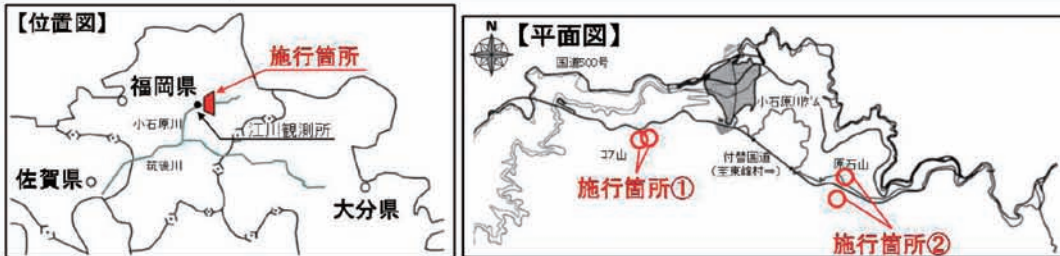 【位置図】
施行箇所
福岡県
小石原川
江川観測所
筑後川
佐賀県
大分県
N
【平面図】
国道500号
小石原川ダム
コア山
付替国道
(至東峰村⇒)
原石山
施行箇所①
施行箇所②